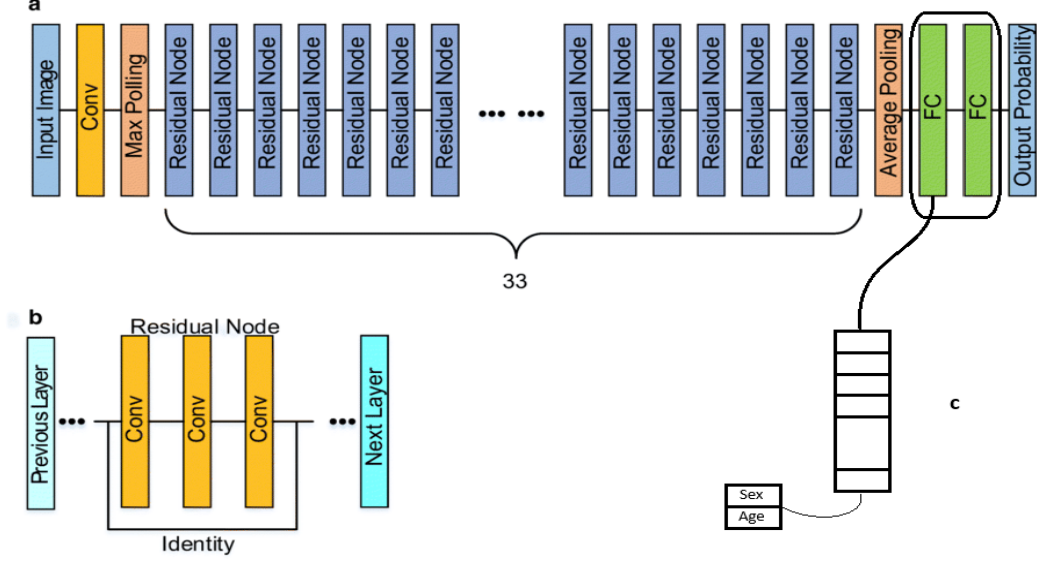 a
Input Image
Conv
Max Polling
Residual Node
Residual Node
Residual Node
Residual Node
Residual Node
Residual Node
Residual Node
... ...
Residual Node
Residual Node
Residual Node
Residual Node
Residual Node
Residual Node
Residual Node
Average Pooling
FC
FC
Output Probability
33
b
Residual Node
Previous Layer
...
Conv
Conv
Conv
...
Next Layer
Identity
c
Sex
Age